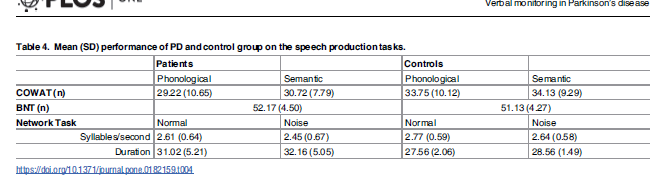 PLOS ONE
Verbal monitoring in Parkinson's disease
Table 4. Mean (SD) performance of PD and control group on the speech production tasks.
Patients Controls
Phonological Semantic Phonological Semantic
COWAT (n) 29.22 (10.65) 30.72 (7.79) 33.75 (10.12) 34.13 (9.29)
BNT (n) 52.17 (4.50) 51.13 (4.27)
Network Task Normal Noise Normal Noise
Syllables/second 2.61 (0.64) 2.45 (0.67) 2.77 (0.59) 2.64 (0.58)
Duration 31.02 (5.21) 32.16 (5.05) 27.56 (2.06) 28.56 (1.49)
https://doi.org/10.1371/journal.pone.0182159.t004